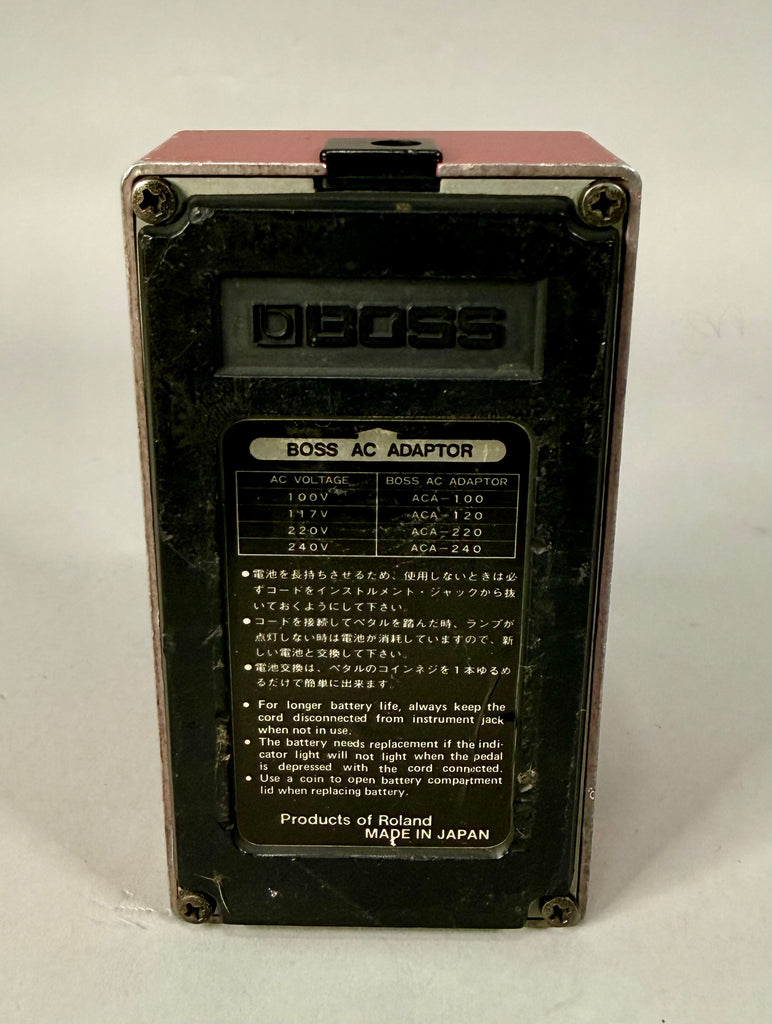 BOSS
BOSS AC ADAPTOR
AC VOLTAGE BOSS AC ADAPTOR
100V ACA-100
117V ACA-120
220V ACA-220
240V ACA-240
●電池を長持ちさせるため、使用しないときは必
ずコードをインストルメント・ジャックから抜
いておくようにして下さい。
●コードを接続してペタルを踏んだ時、ランプが
点灯しない時は電池が消耗していますので、新
しい電池と交換して下さい。
●電池交換は、ペタルのコインネジを1本ゆるめ
るだけで簡単に出来ます。
● For longer battery life, always keep the
cord disconnected from instrument jack
when not in use.
● The battery needs replacement if the indi-
cator light will not light when the pedal
is depressed with the cord connected.
● Use a coin to open battery compartment
lid when replacing battery.
Products of Roland
MADE IN JAPAN